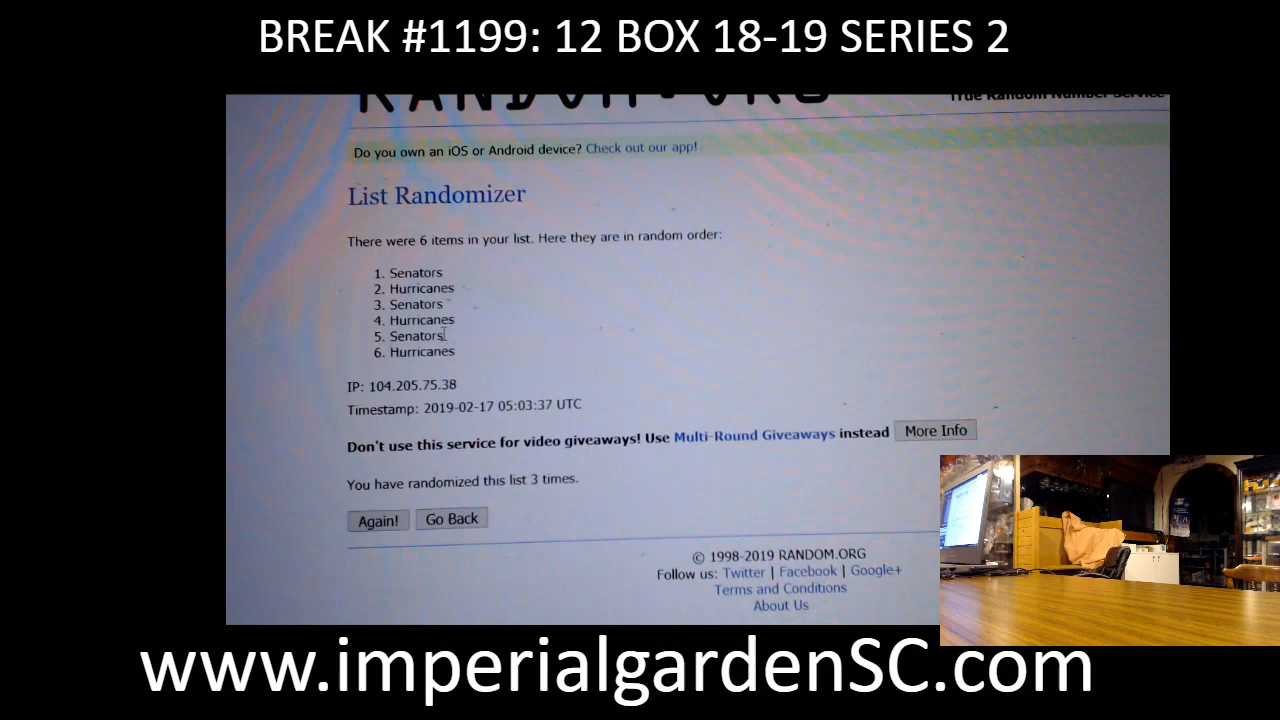 BREAK #1199: 12 BOX 18-19 SERIES 2
RANDOM.ORG
True Random Number Service
Do you own an iOS or Android device? Check out our app!
List Randomizer
There were 6 items in your list. Here they are in random order:
1. Senators
2. Hurricanes
3. Senators
4. Hurricanes
5. Senators
6. Hurricanes
IP: 104.205.75.38
Timestamp: 2019-02-17 05:03:37 UTC
Don't use this service for video giveaways! Use Multi-Round Giveaways instead More Info
You have randomized this list 3 times.
Again! Go Back
© 1998-2019 RANDOM.ORG
Follow us: Twitter | Facebook | Google+
Terms and Conditions
About Us
www.imperialgardenSC.com